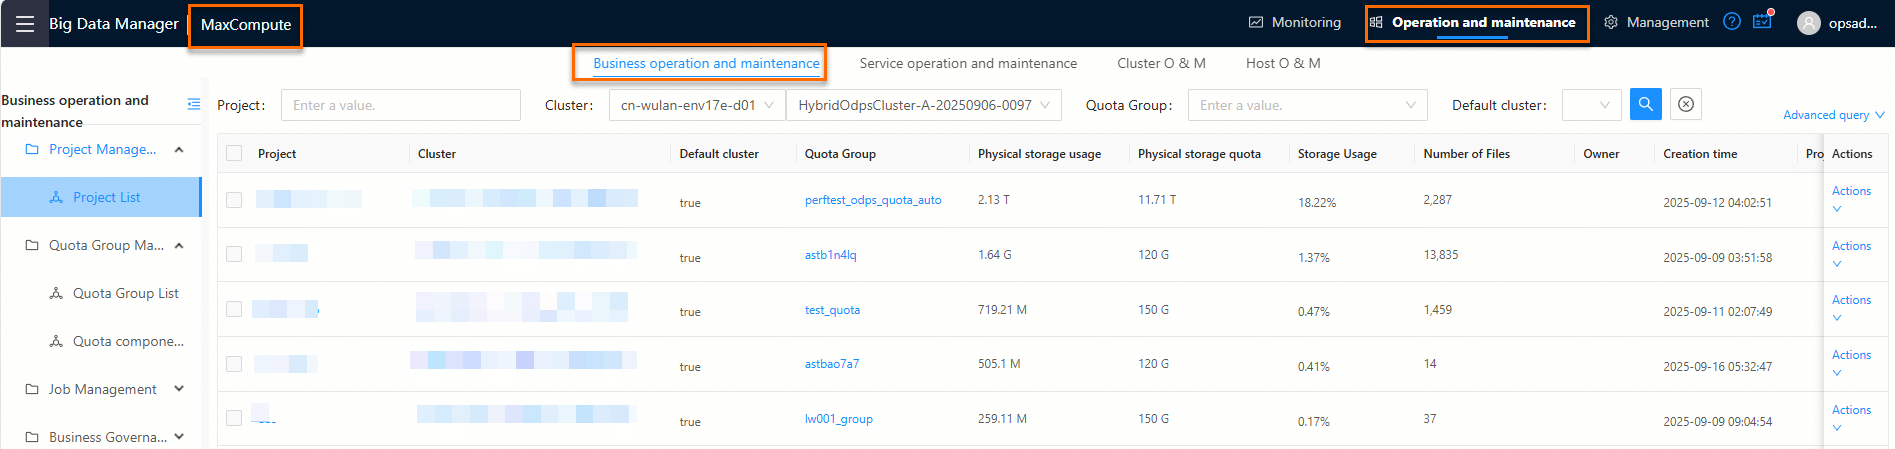 Big Data Manager | MaxCompute Monitoring Operation and maintenance Management opsad...
Business operation and maintenance Service operation and maintenance Cluster O & M Host O & M
Business operation and
maintenance
Project Manage...
Project List
Quota Group Ma...
Quota Group List
Quota compone...
Job Management
Business Governa...
Project: Enter a value. Cluster: cn-wulan-env17e-d01 HybridOdpsCluster-A-20250906-0097 Quota Group: Enter a value. Default cluster:
Advanced query
Project Cluster Default cluster Quota Group Physical storage usage Physical storage quota Storage Usage Number of Files Owner Creation time Pro Actions
true perftest_odps_quota_auto 2.13 T 11.71 T 18.22% 2,287 2025-09-12 04:02:51 Actions
true astb1n4lq 1.64 G 120 G 1.37% 13,835 2025-09-09 03:51:58 Actions
true test_quota 719.21 M 150 G 0.47% 1,459 2025-09-11 02:07:49 Actions
true astbao7a7 505.1 M 120 G 0.41% 14 2025-09-16 05:32:47 Actions
true lw001_group 259.11 M 150 G 0.17% 37 2025-09-09 09:04:54 Actions